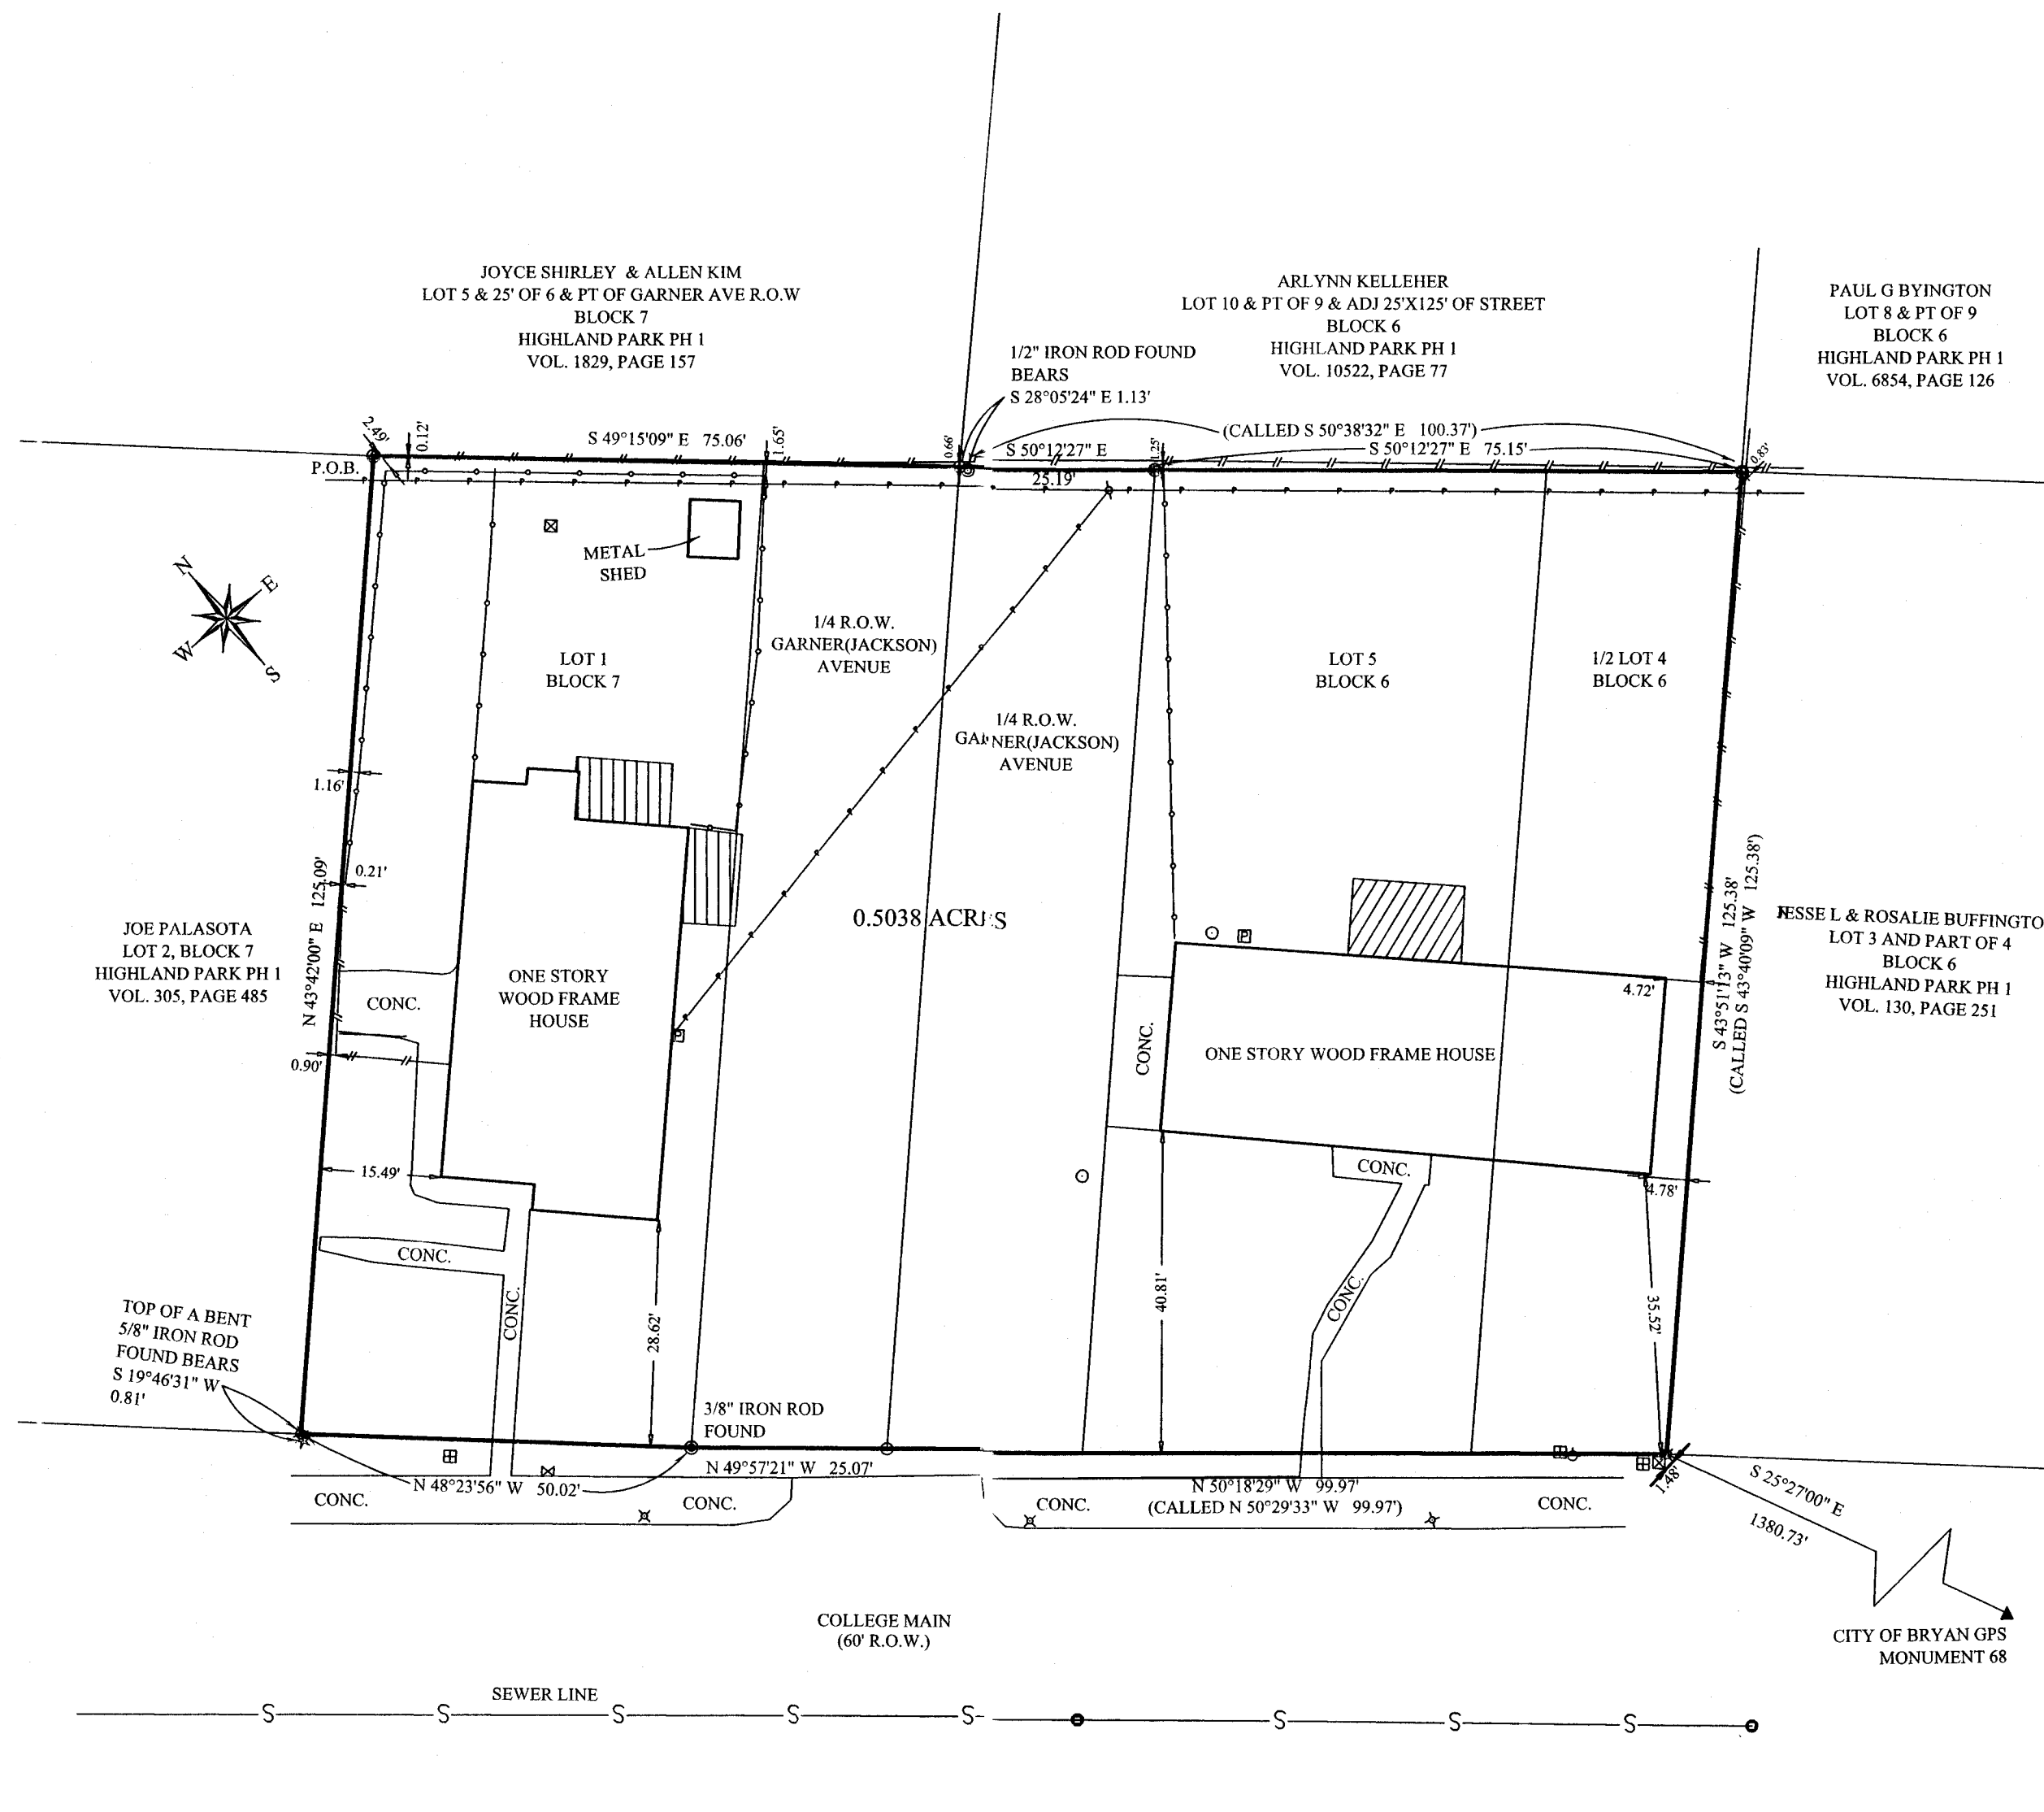 JOYCE SHIRLEY & ALLEN KIM
LOT 5 & 25' OF 6 & PT OF GARNER AVE R.O.W
BLOCK 7
HIGHLAND PARK PH 1
VOL. 1829, PAGE 157
ARLYNN KELLEHER
LOT 10 & PT OF 9 & ADJ 25'X125' OF STREET
BLOCK 6
HIGHLAND PARK PH 1
VOL. 10522, PAGE 77
PAUL G BYINGTON
LOT 8 & PT OF 9
BLOCK 6
HIGHLAND PARK PH 1
VOL. 6854, PAGE 126
1/2" IRON ROD FOUND
BEARS
S 28°05'24" E 1.13'
2.49'
0.12'
S 49°15'09" E 75.06'
1.65'
0.66'
S 50°12'27" E
25.19'
1.25'
(CALLED S 50°38'32" E 100.37')
S 50°12'27" E 75.15'
0.83'
P.O.B.
N
E
W
S
METAL
SHED
LOT 1
BLOCK 7
1/4 R.O.W.
GARNER(JACKSON)
AVENUE
1/4 R.O.W.
GARNER(JACKSON)
AVENUE
LOT 5
BLOCK 6
1/2 LOT 4
BLOCK 6
1.16'
0.21'
N 43°42'00" E 125.09'
0.90'
JOE PALASOTA
LOT 2, BLOCK 7
HIGHLAND PARK PH 1
VOL. 305, PAGE 485
CONC.
ONE STORY
WOOD FRAME
HOUSE
0.5038 ACRES
P
P
CONC.
ONE STORY WOOD FRAME HOUSE
4.72'
S 43°51'13" W 125.38'
(CALLED S 43°40'09" W 125.38')
JESSE L & ROSALIE BUFFINGTO
LOT 3 AND PART OF 4
BLOCK 6
HIGHLAND PARK PH 1
VOL. 130, PAGE 251
15.49'
CONC.
4.78'
CONC.
CONC.
28.62'
40.81'
CONC.
35.52'
TOP OF A BENT
5/8" IRON ROD
FOUND BEARS
S 19°46'31" W
0.81'
3/8" IRON ROD
FOUND
N 48°23'56" W 50.02'
N 49°57'21" W 25.07'
N 50°18'29" W 99.97'
(CALLED N 50°29'33" W 99.97')
1.48'
CONC.
CONC.
CONC.
CONC.
S 25°27'00" E
1380.73'
COLLEGE MAIN
(60' R.O.W.)
CITY OF BRYAN GPS
MONUMENT 68
SEWER LINE
S S S S S S S S